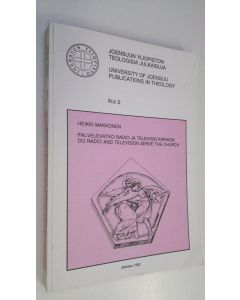 JOENSUUN YLIOPISTON
TEOLOGISIA JULKAISUJA
UNIVERSITY OF JOENSUU
PUBLICATIONS IN THEOLOGY
N:o 2
HEIKKI MAKKONEN
PALVELEVATKO RADIO JA TELEVISIO KIRKKOA
DO RADIO AND TELEVISION SERVE THE CHURCH